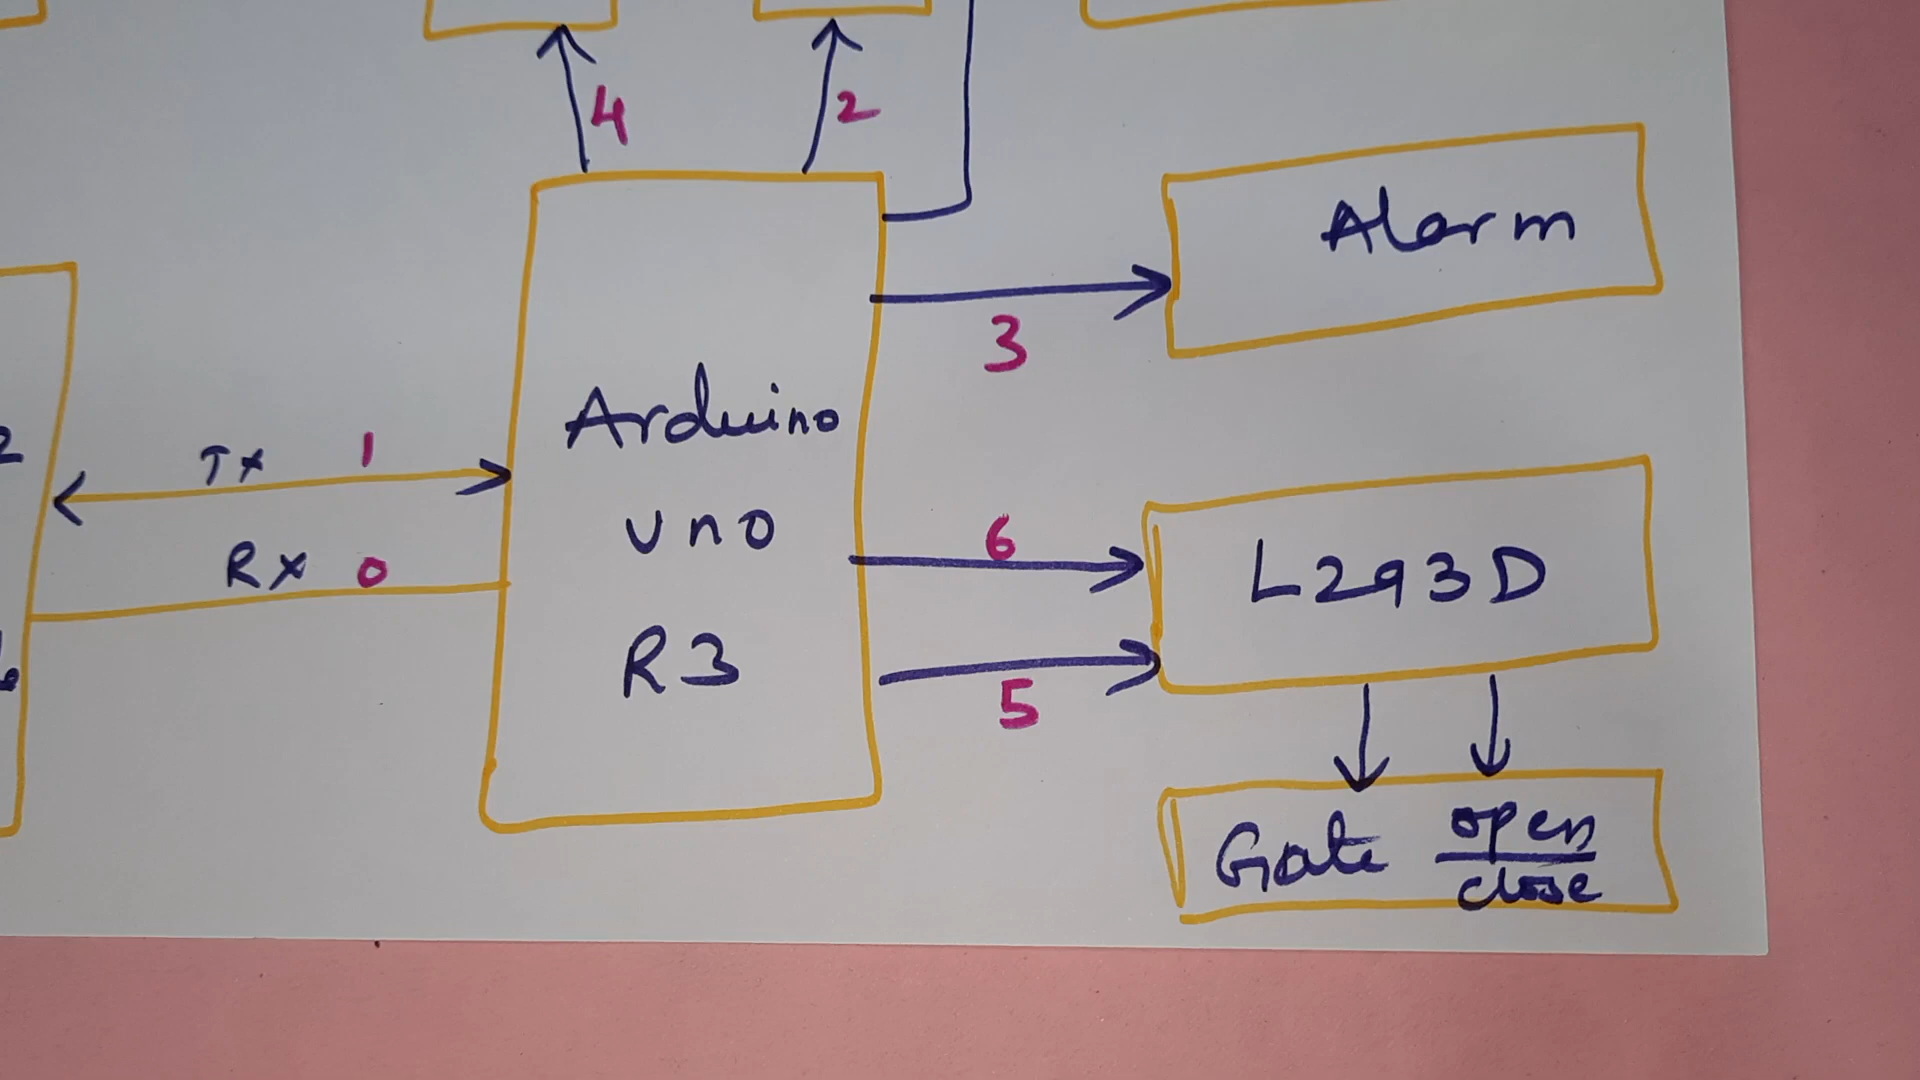 4
2
Alarm
3
Arduino
Tx 1
uno
6
Rx 0
L293D
R3
5
Gate open
close